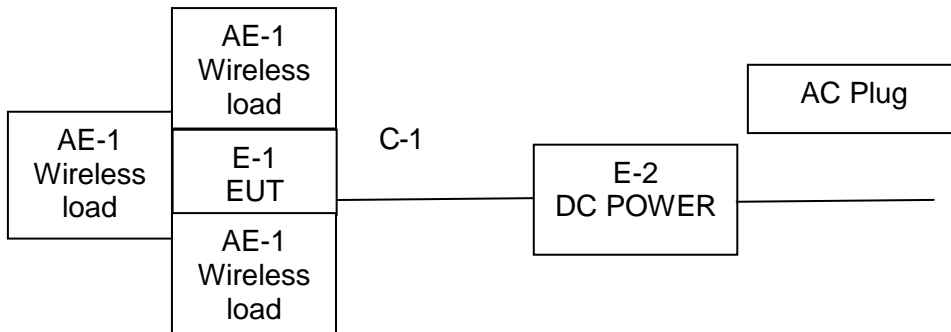 AE-1
Wireless
load
AE-1
Wireless
load
E-1
EUT
AE-1
Wireless
load
C-1
E-2
DC POWER
AC Plug